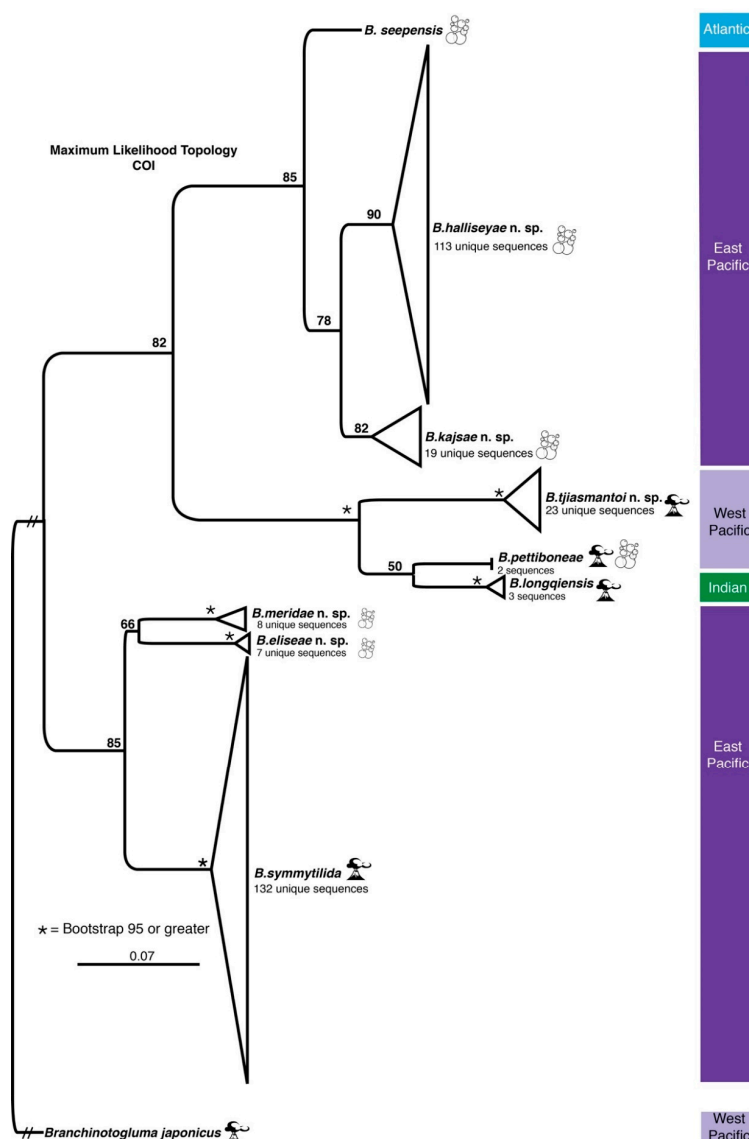 B. seepensis
Atlantic
Maximum Likelihood Topology
COI
85
90
B.halliseyae n. sp.
113 unique sequences
East
Pacific
78
82
82
B.kajsae n. sp.
19 unique sequences
*
*
B.tjiasmantoi n. sp.
23 unique sequences
West
Pacific
50
B.pettiboneae
2 sequences
*
B.longqiensis
3 sequences
Indian
66
*
B.meridae n. sp.
8 unique sequences
*
B.eliseae n. sp.
7 unique sequences
85
East
Pacific
*
B.symmytilida
132 unique sequences
* = Bootstrap 95 or greater
0.07
Branchinotogluma japonicus
West
Pacific